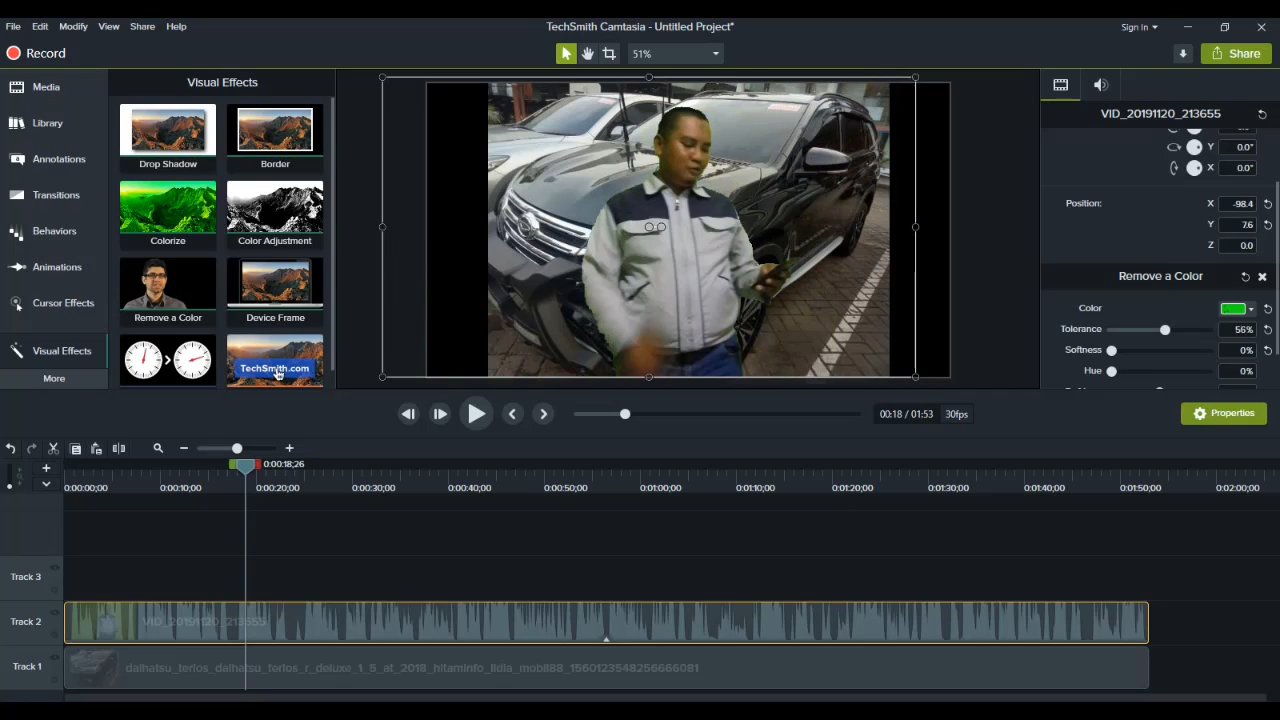 File Edit Modify View Share Help
TechSmith Camtasia - Untitled Project*
Sign in
Record
51%
Share
Media
Library
Annotations
Transitions
Behaviors
Animations
Cursor Effects
Visual Effects
More
Visual Effects
Drop Shadow
Border
Colorize
Color Adjustment
Remove a Color
Device Frame
TechSmith.com
VID_20191120_213655
Y 0.0°
X 0.0°
Position: X -98.4
Y 7.6
Z 0.0
Remove a Color
Color
Tolerance 56%
Softness 0%
Hue 0%
00:18 / 01:53 30fps
Properties
0:00:18;26
0:00:00;00 0:00:10;00 0:00:20;00 0:00:30;00 0:00:40;00 0:00:50;00 0:01:00;00 0:01:10;00 0:01:20;00 0:01:30;00 0:01:40;00 0:01:50;00 0:02:00;00
Track 3
Track 2
VID_20191120_213655
Track 1
daihatsu_terios_daihatsu_terios_r_deluxe_1_5_at_2018_hitaminfo_lidia_mobil88_1560123548256666081